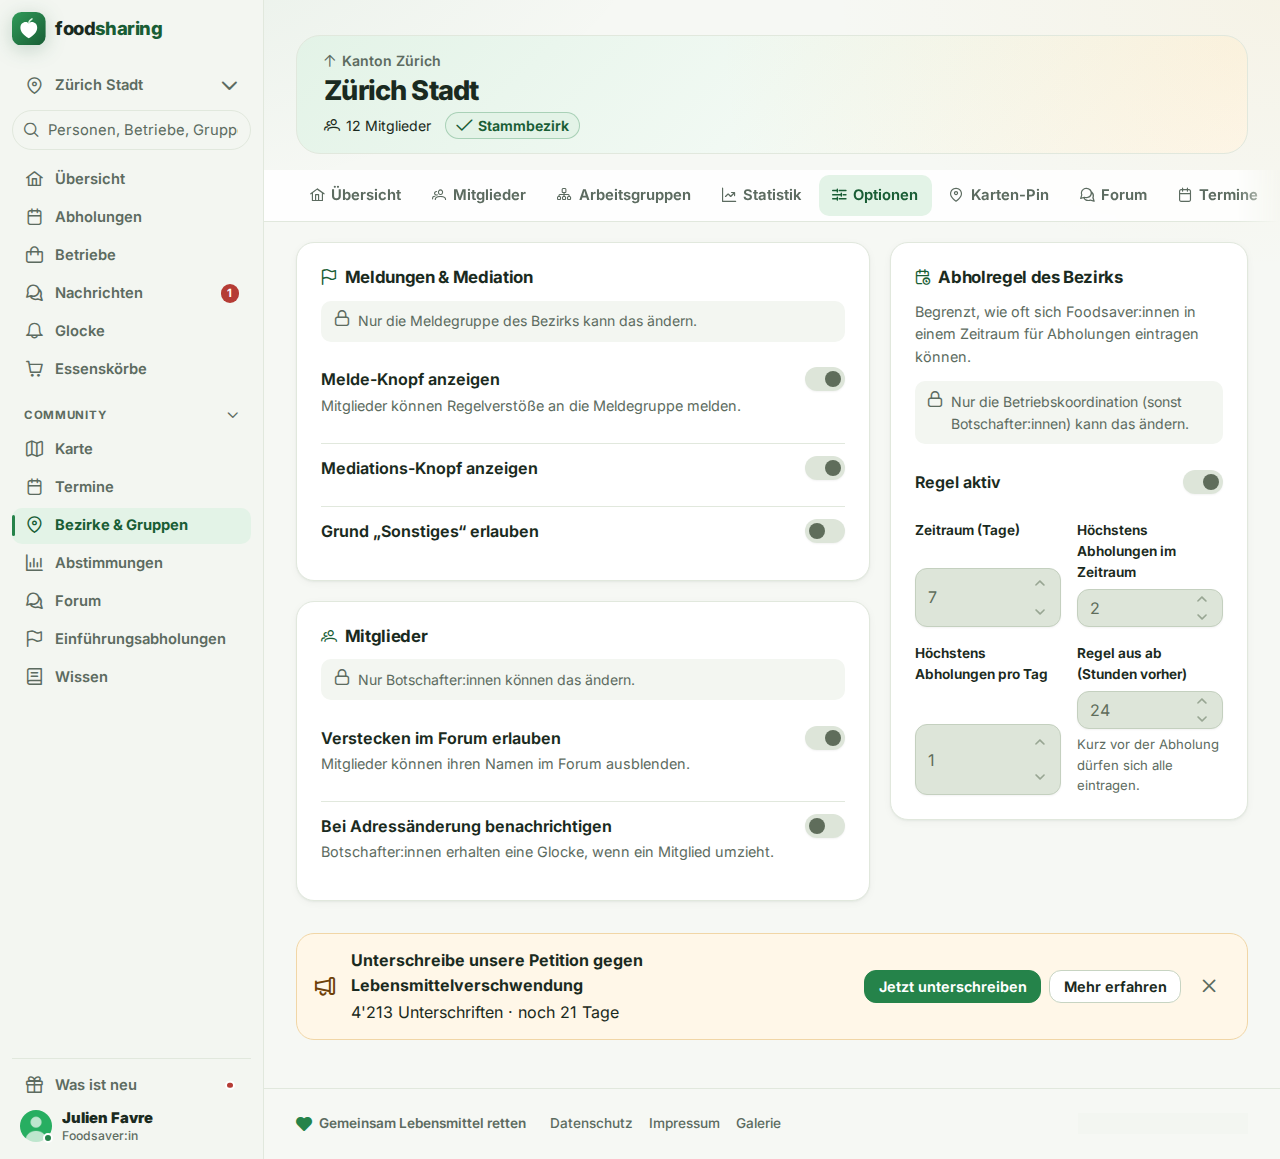 foodsharing
Zürich Stadt
Personen, Betriebe, Grupp
Übersicht
Abholungen
Betriebe
Nachrichten
1
Glocke
Essenskörbe
COMMUNITY
Karte
Termine
Bezirke & Gruppen
Abstimmungen
Forum
Einführungsabholungen
Wissen
Was ist neu
Julien Favre
Foodsaver:in
Kanton Zürich
Zürich Stadt
12 Mitglieder
Stammbezirk
Übersicht
Mitglieder
Arbeitsgruppen
Statistik
Optionen
Karten-Pin
Forum
Termine
Meldungen & Mediation
Nur die Meldegruppe des Bezirks kann das ändern.
Melde-Knopf anzeigen
Mitglieder können Regelverstöße an die Meldegruppe melden.
Mediations-Knopf anzeigen
Grund „Sonstiges“ erlauben
Mitglieder
Nur Botschafter:innen können das ändern.
Verstecken im Forum erlauben
Mitglieder können ihren Namen im Forum ausblenden.
Bei Adressänderung benachrichtigen
Botschafter:innen erhalten eine Glocke, wenn ein Mitglied umzieht.
Abholregel des Bezirks
Begrenzt, wie oft sich Foodsaver:innen in
einem Zeitraum für Abholungen eintragen
können.
Nur die Betriebskoordination (sonst
Botschafter:innen) kann das ändern.
Regel aktiv
Zeitraum (Tage)
7
Höchstens
Abholungen im
Zeitraum
2
Höchstens
Abholungen pro Tag
1
Regel aus ab
(Stunden vorher)
24
Kurz vor der Abholung
dürfen sich alle
eintragen.
Unterschreibe unsere Petition gegen
Lebensmittelverschwendung
4'213 Unterschriften · noch 21 Tage
Jetzt unterschreiben
Mehr erfahren
Gemeinsam Lebensmittel retten
Datenschutz
Impressum
Galerie